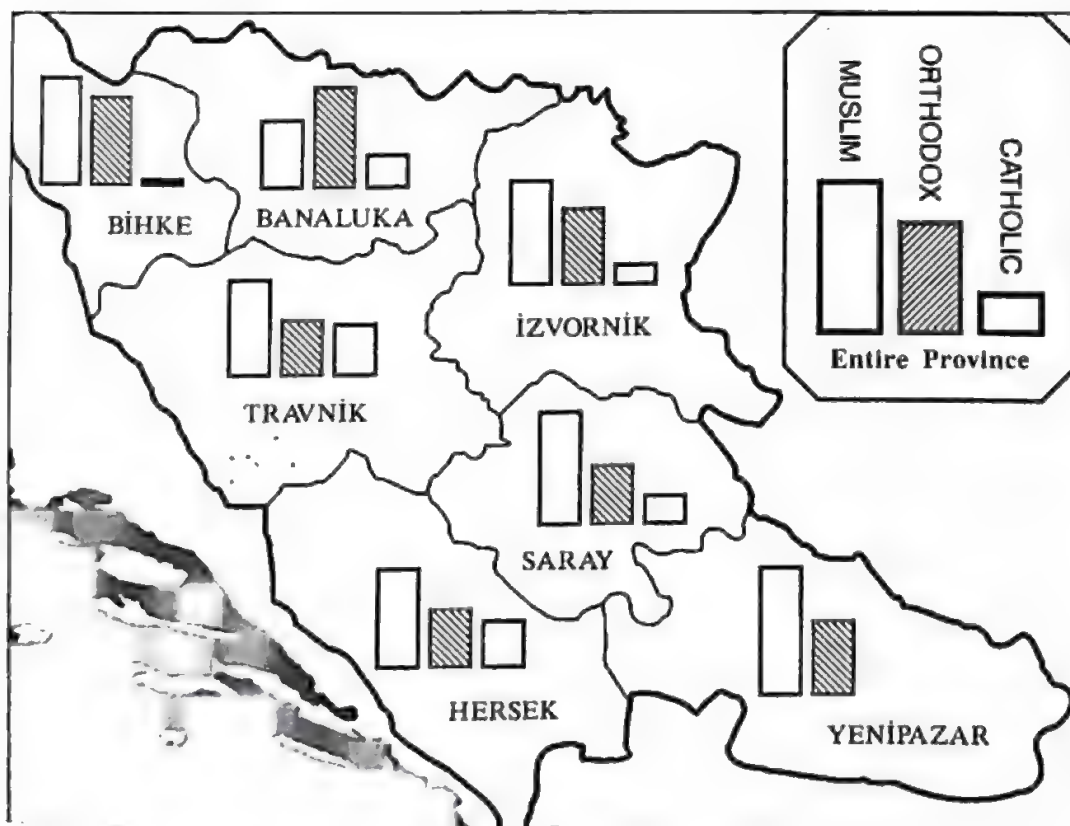 MUSLIM
ORTHODOX
CATHOLIC
Entire Province
BİHKE
BANALUKA
İZVORNİK
TRAVNİK
SARAY
HERSEK
YENİPAZAR